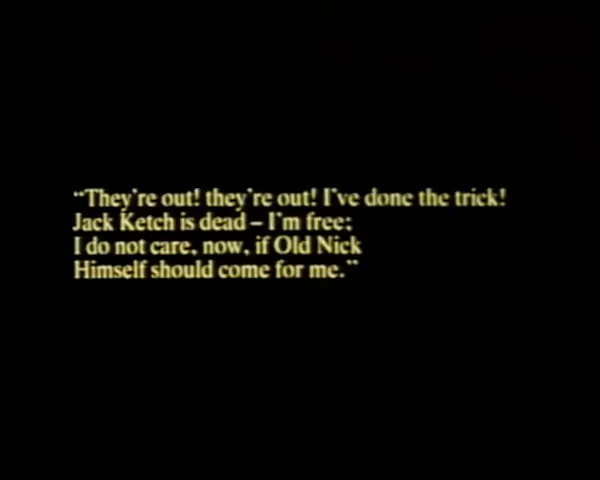 “They're out! they're out! I've done the trick!
Jack Ketch is dead – I'm free;
I do not care, now, if Old Nick
Himself should come for me.”